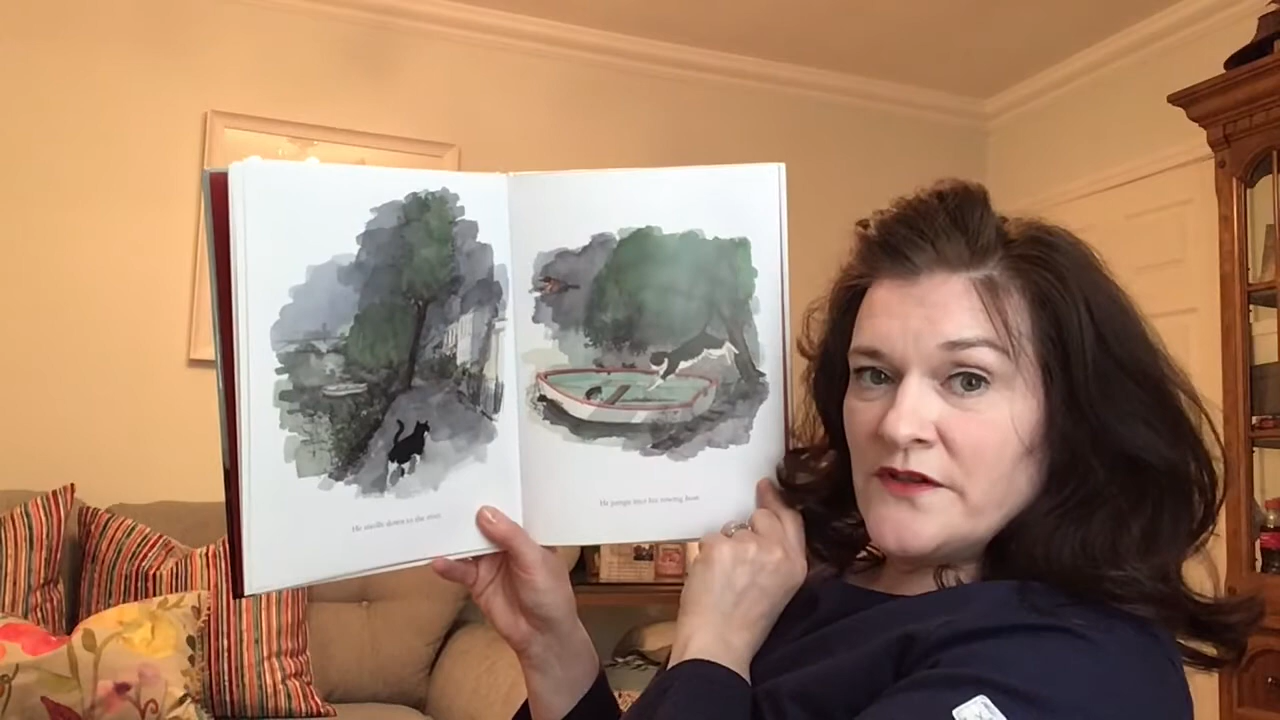 He strolls down to the river.
He jumps into his rowing boat